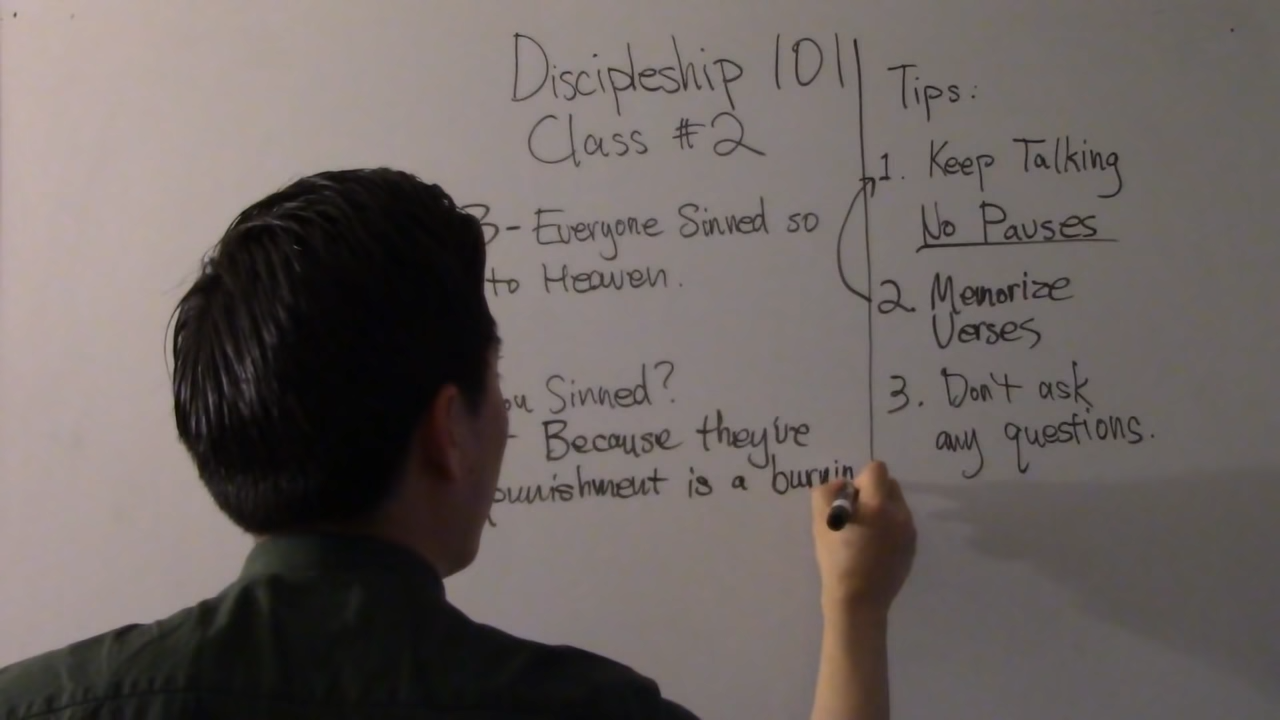 Discipleship 101
Class #2
3 - Everyone Sinned so
to Heaven.
ou Sinned?
- Because they've
punishment is a burnin
Tips:
1. Keep Talking
No Pauses
2 Memorize
Verses
3. Don't ask
any questions.